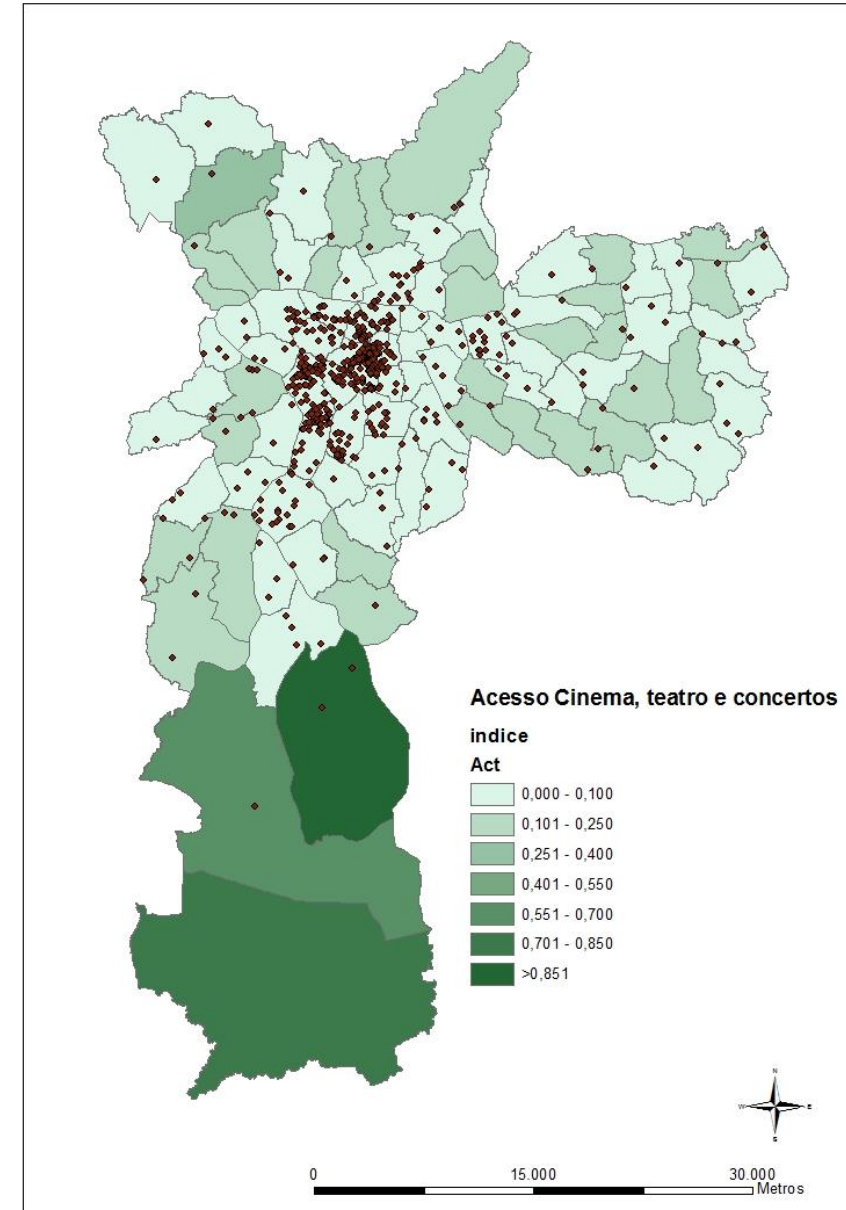 Acesso Cinema, teatro e concertos
indice
Act
0,000 - 0,100
0,101 - 0,250
0,251 - 0,400
0,401 - 0,550
0,551 - 0,700
0,701 - 0,850
>0,851
N
W E
S
0 15.000 30.000
Metros